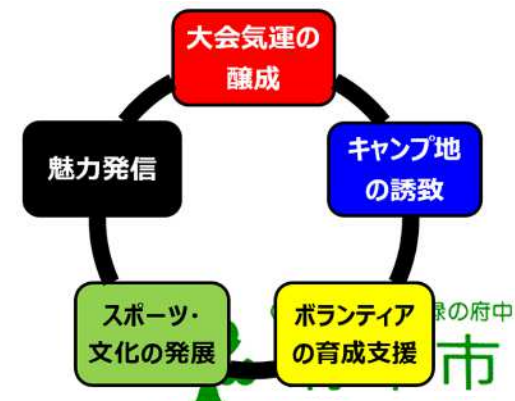 大会気運の
醸成
魅力発信
キャンプ地
の誘致
スポーツ・
文化の発展
ボランティア
の育成支援
緑の府中
市